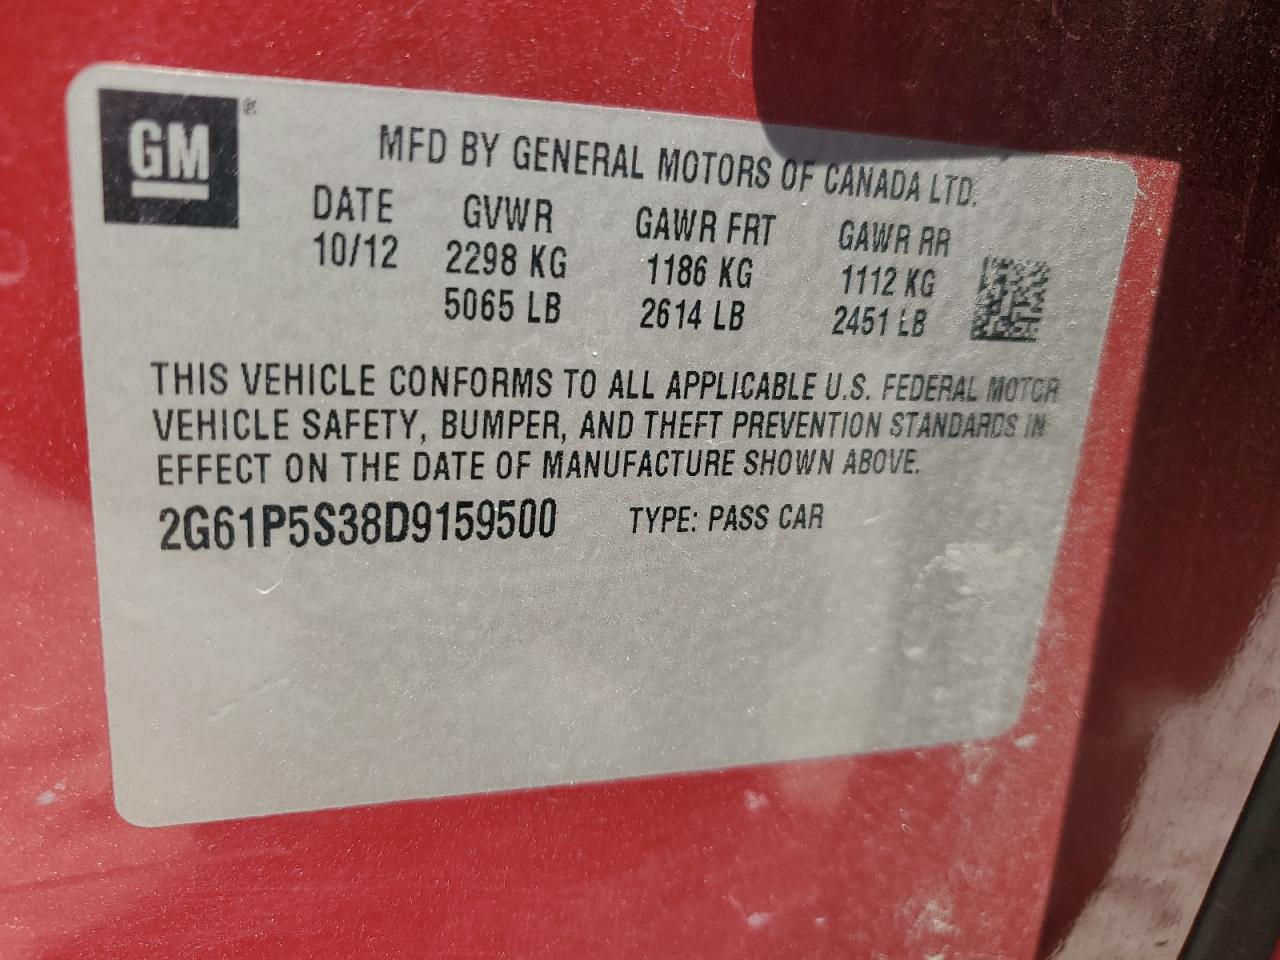 GM ®
MFD BY GENERAL MOTORS OF CANADA LTD.
DATE GVWR GAWR FRT GAWR RR
10/12 2298 KG 1186 KG 1112 KG
5065 LB 2614 LB 2451 LB
THIS VEHICLE CONFORMS TO ALL APPLICABLE U.S. FEDERAL MOTOR
VEHICLE SAFETY, BUMPER, AND THEFT PREVENTION STANDARDS IN
EFFECT ON THE DATE OF MANUFACTURE SHOWN ABOVE.
2G61P5S38D9159500 TYPE: PASS CAR